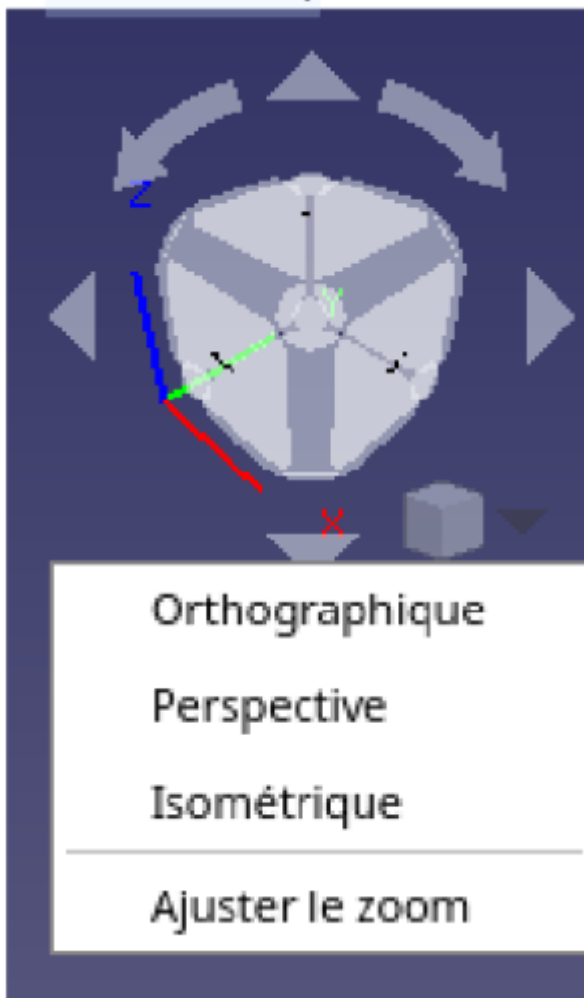 Z
Y
X
Orthographique
Perspective
Isométrique
Ajuster le zoom